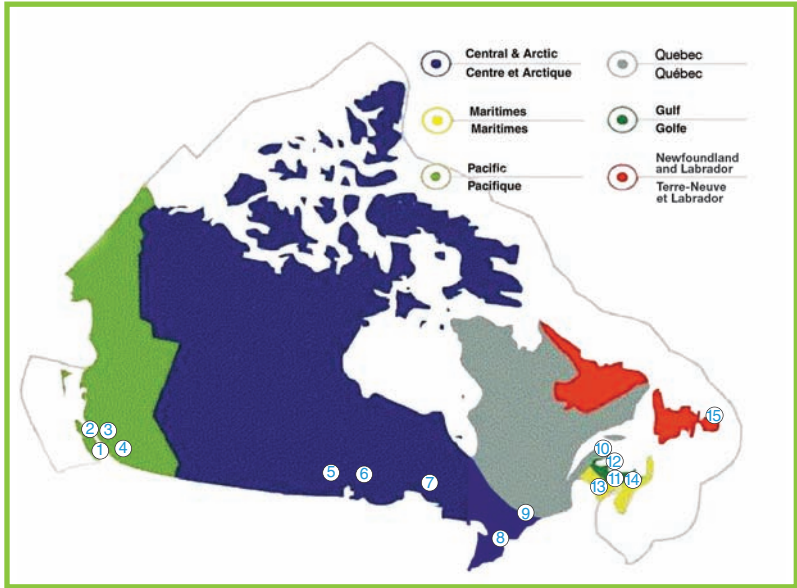 Central & Arctic
Centre et Arctique
Quebec
Québec
Maritimes
Maritimes
Gulf
Golfe
Pacific
Pacifique
Newfoundland
and Labrador
Terre-Neuve
et Labrador
2
3
1
4
5
6
7
8
9
10
12
11
13
14
15